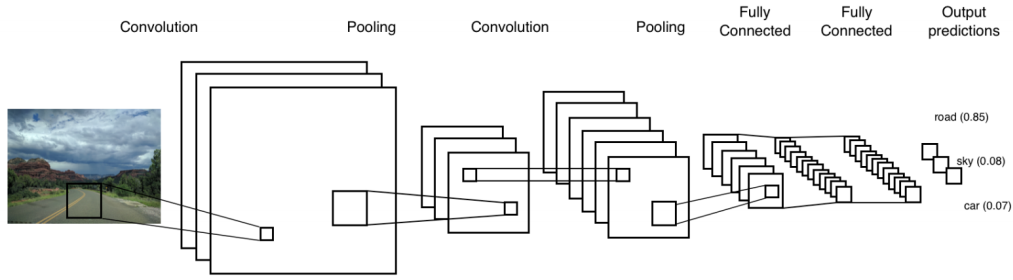 Convolution
Pooling
Convolution
Pooling
Fully
Connected
Fully
Connected
Output
predictions
road (0.85)
sky (0.08)
car (0.07)